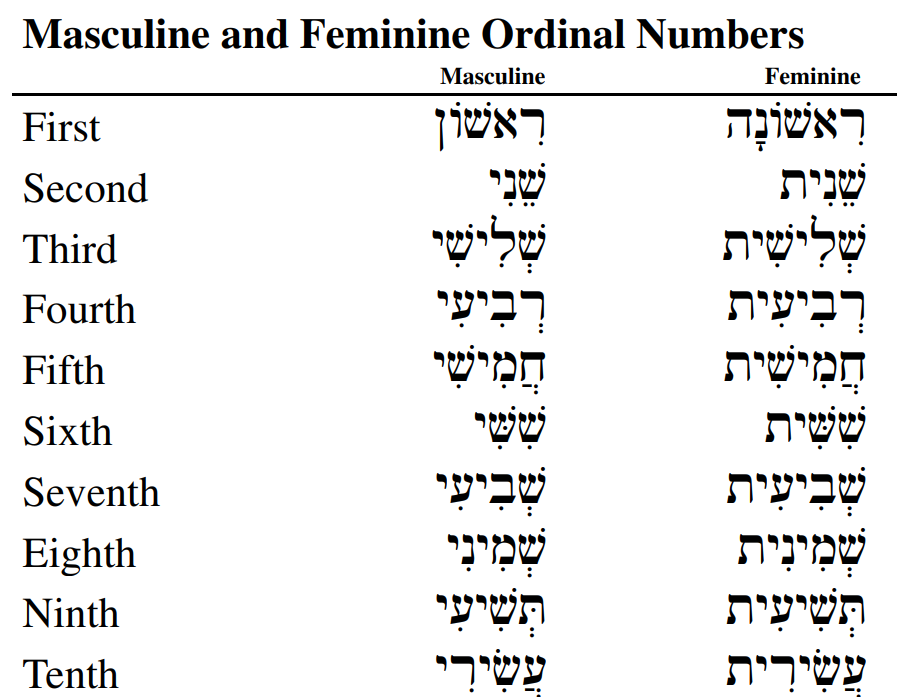 Masculine and Feminine Ordinal Numbers
Masculine Feminine
First רִאשׁוֹן רִאשׁוֹנָה
Second שֵׁנִי שֵׁנִית
Third שְׁלִישִׁי שְׁלִישִׁית
Fourth רְבִיעִי רְבִיעִית
Fifth חֲמִישִׁי חֲמִישִׁית
Sixth שִׁשִּׁי שִׁשִּׁית
Seventh שְׁבִיעִי שְׁבִיעִית
Eighth שְׁמִינִי שְׁמִינִית
Ninth תְּשִׁיעִי תְּשִׁיעִית
Tenth עֲשִׂירִי עֲשִׂירִית